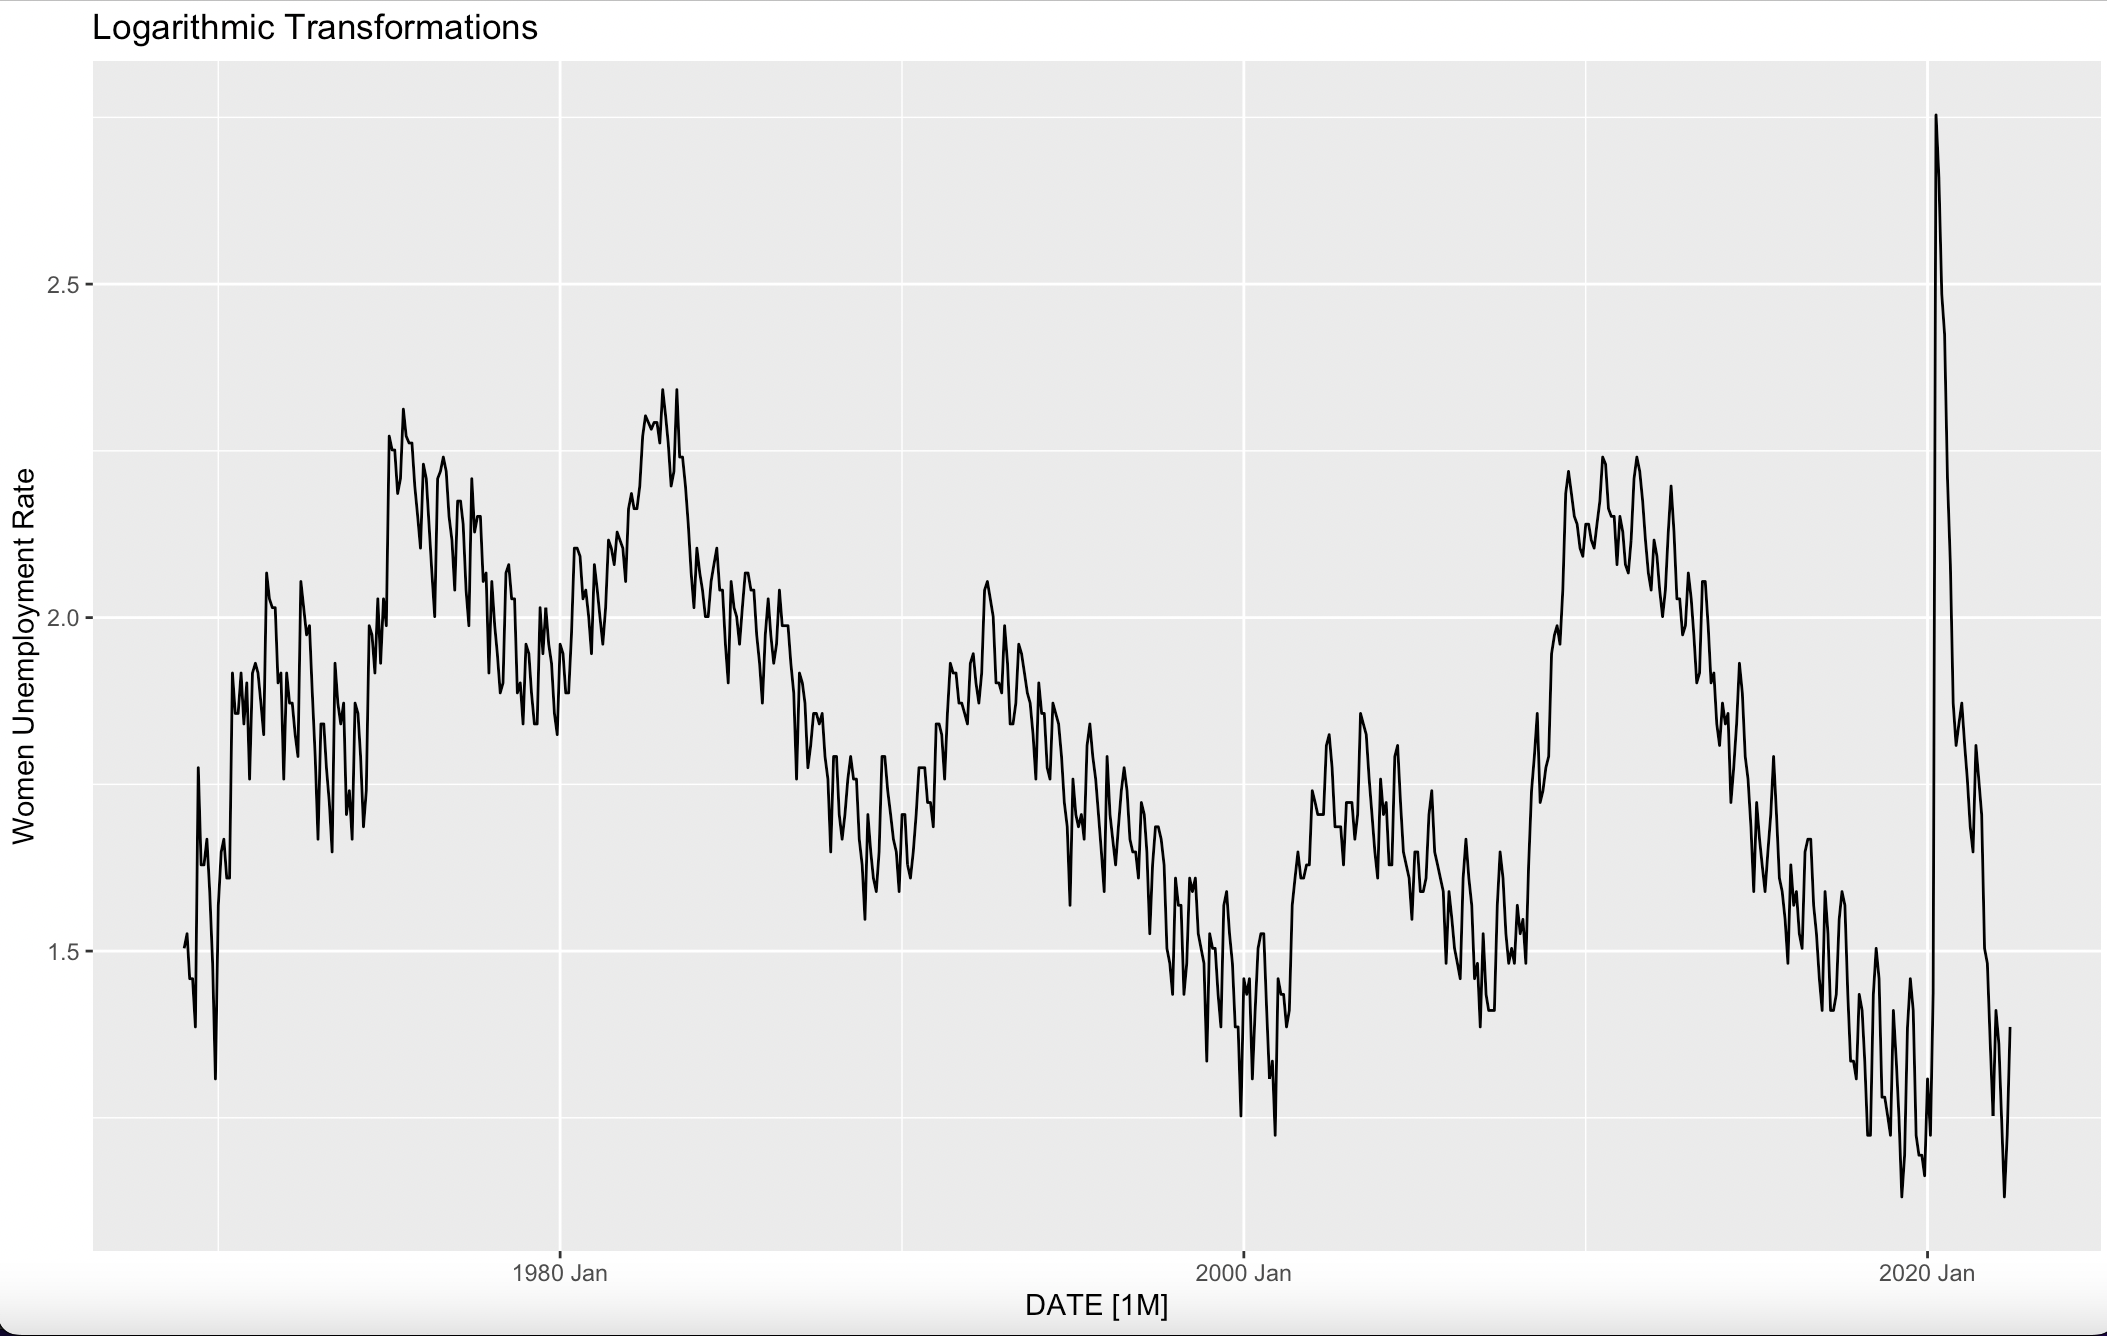 Logarithmic Transformations
Women Unemployment Rate
2.5
2.0
1.5
1980 Jan
2000 Jan
2020 Jan
DATE [1M]